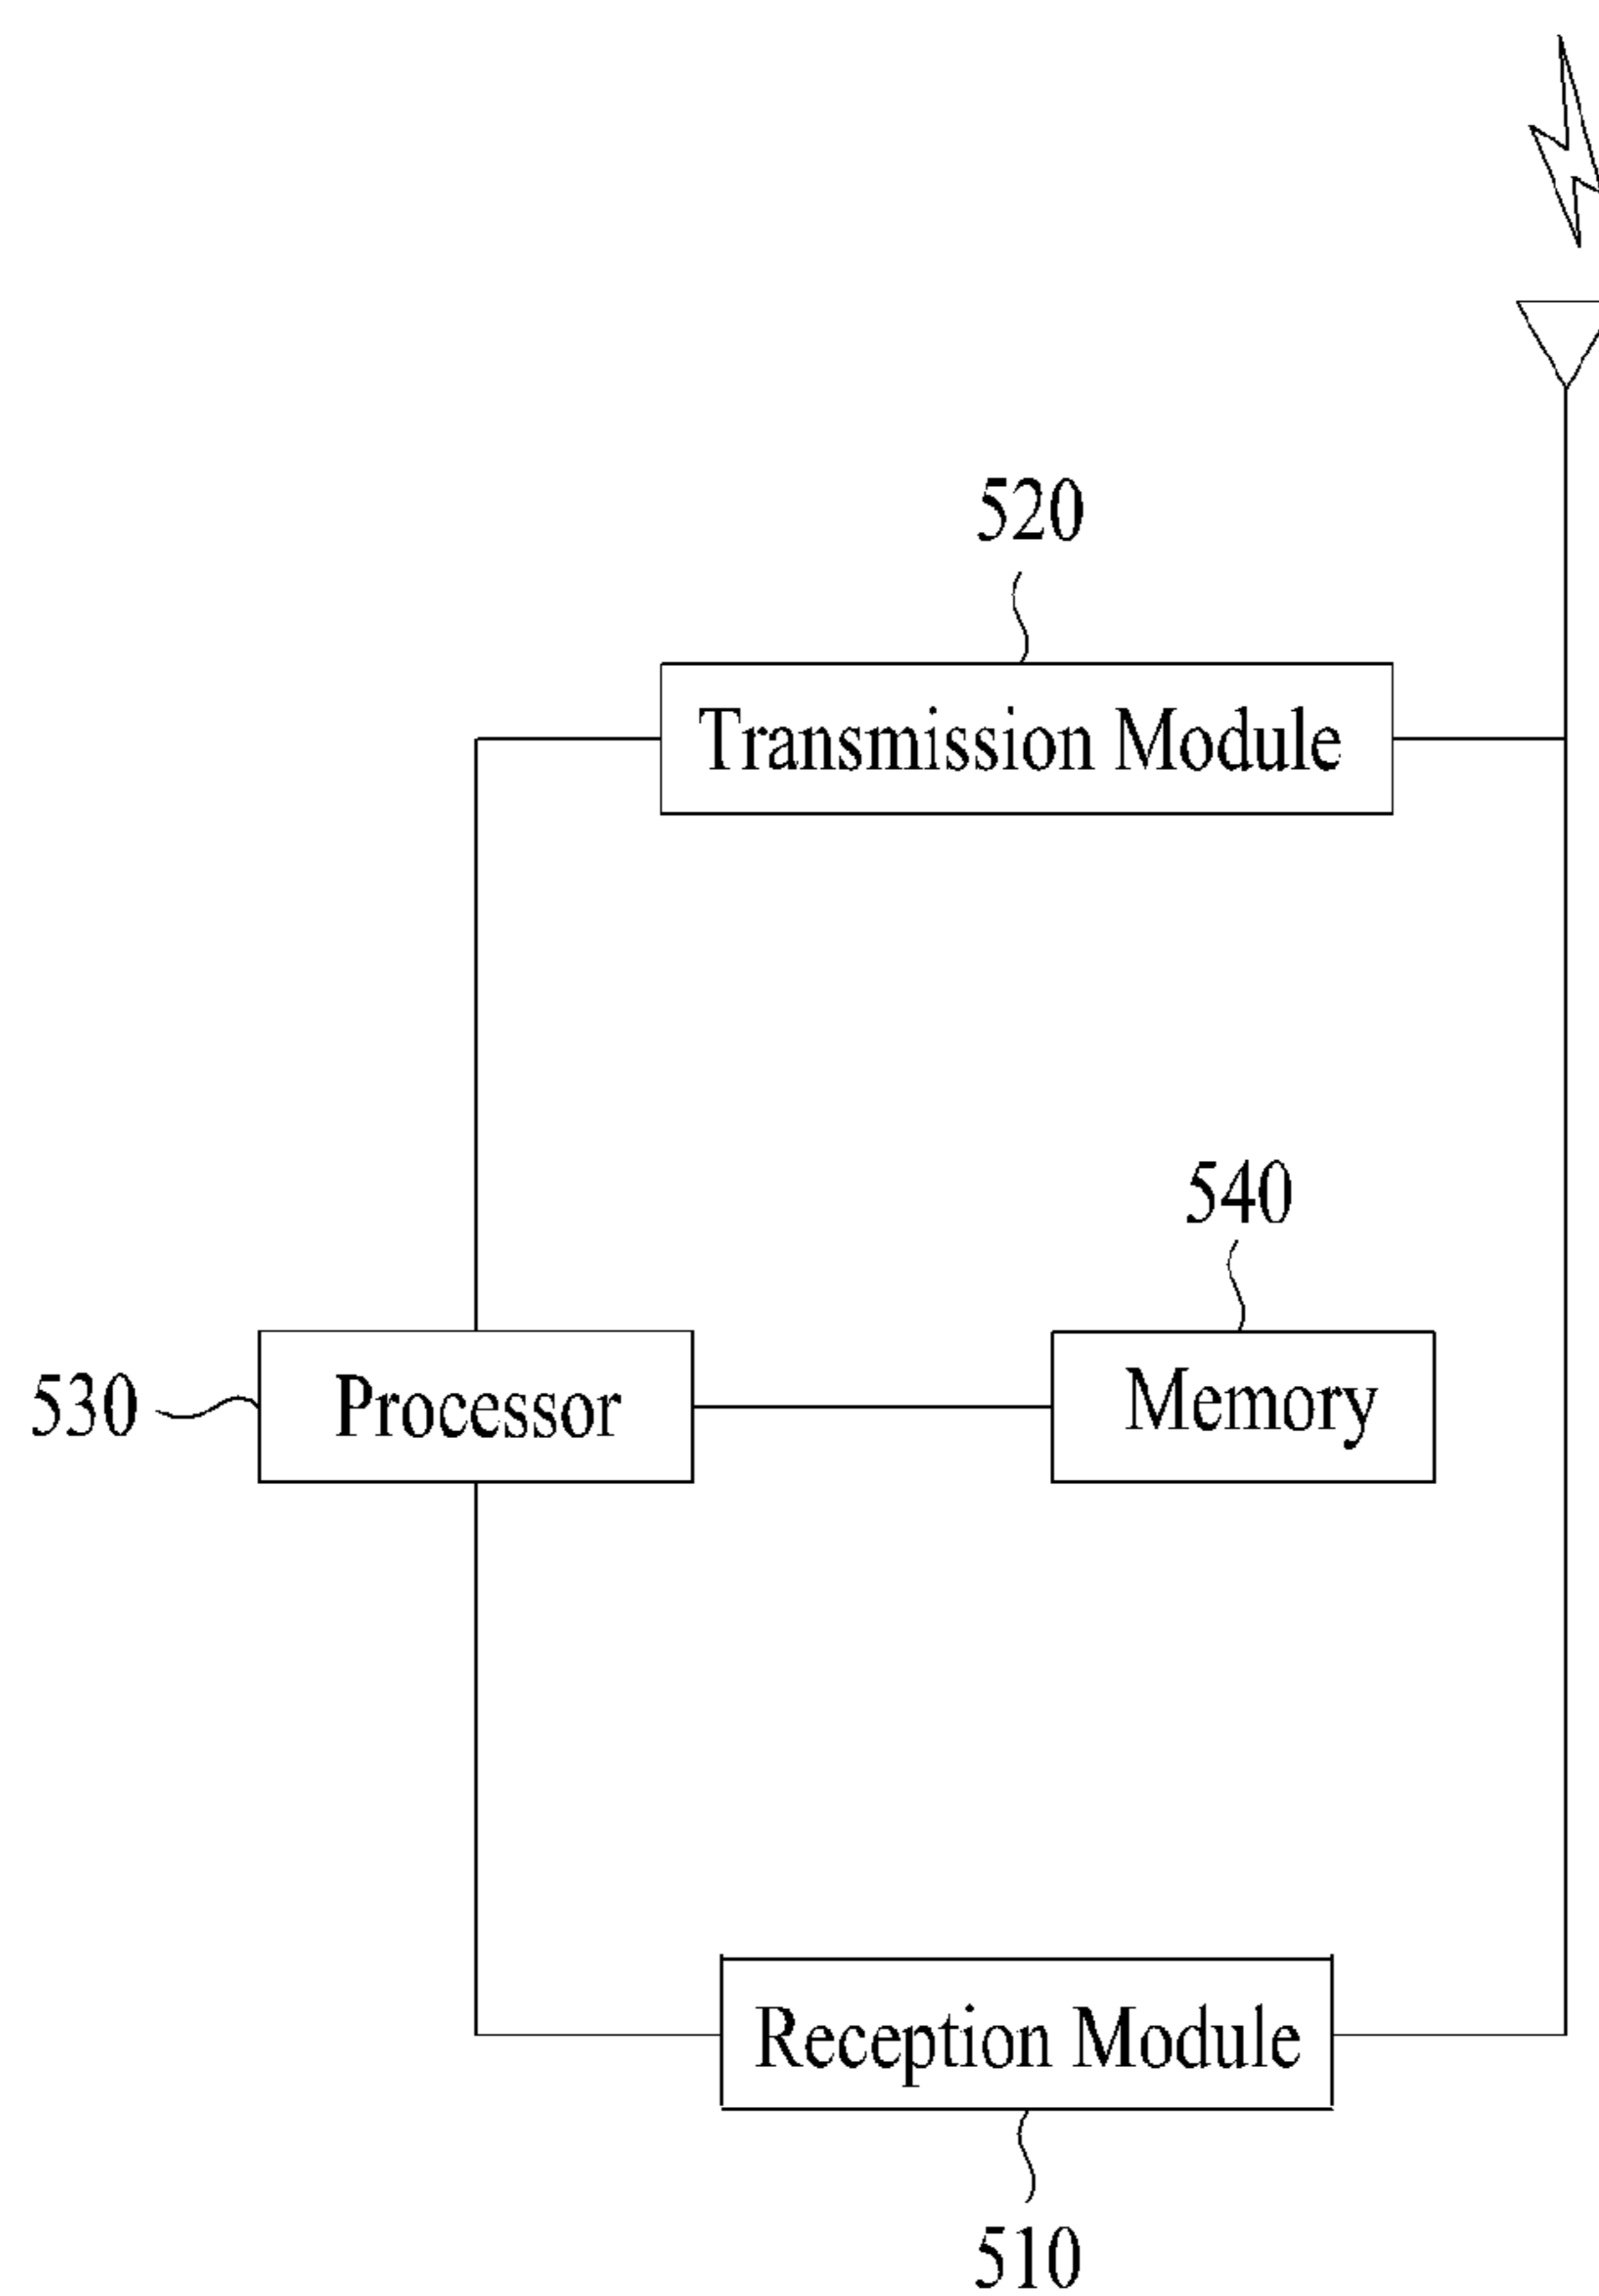 520
Transmission Module
540
530
Processor
Memory
Reception Module
510